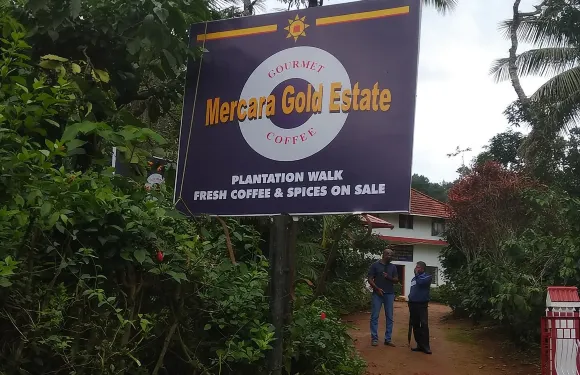 GOURMET
Mercara Gold Estate
COFFEE
PLANTATION WALK
FRESH COFFEE & SPICES ON SALE